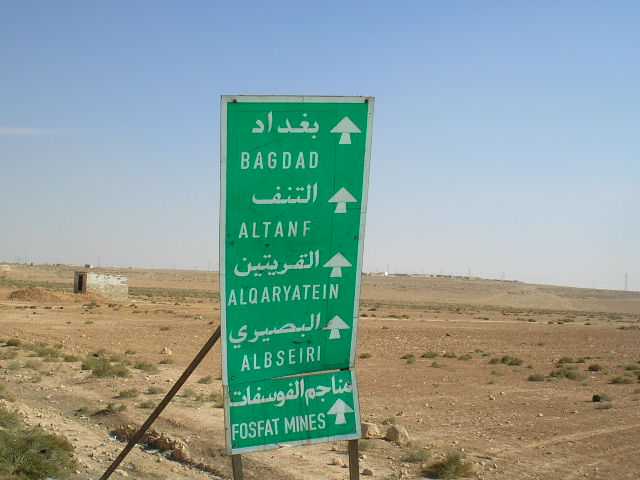 بغداد
BAGDAD
التنف
ALTANF
القريتين
ALQARYATEIN
البصيري
ALBSEIRI
مناجم الفوسفات
FOSFAT MINES